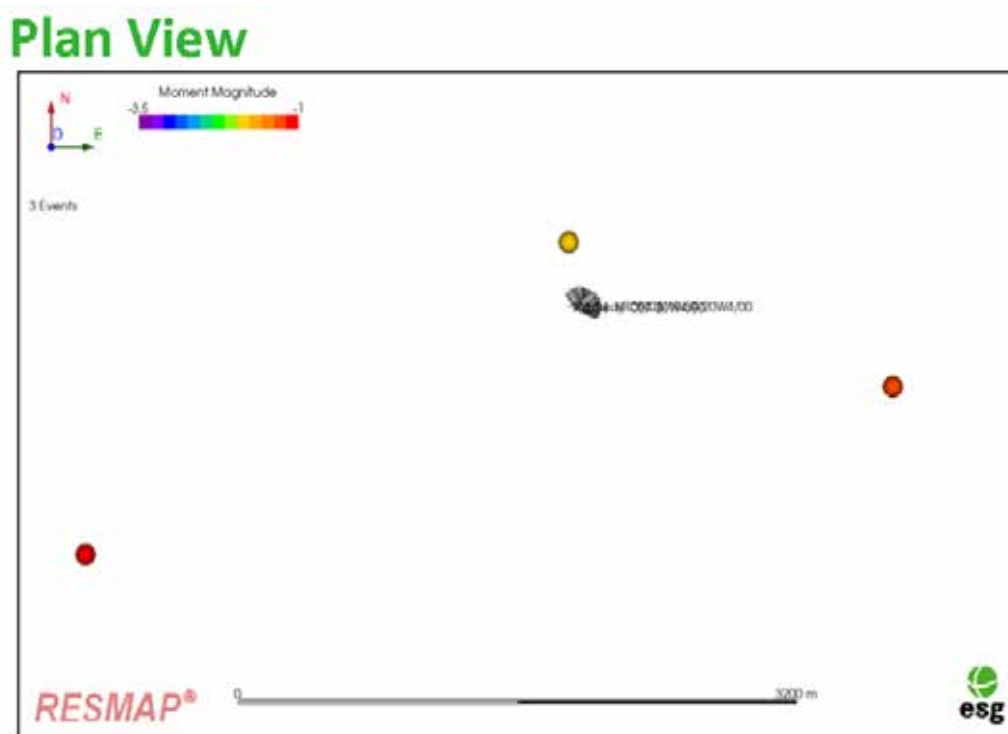 Plan View
N
Moment Magnitude
-3.5 -1
D E
3 Events
0 3200 m
RESMAP®
esg